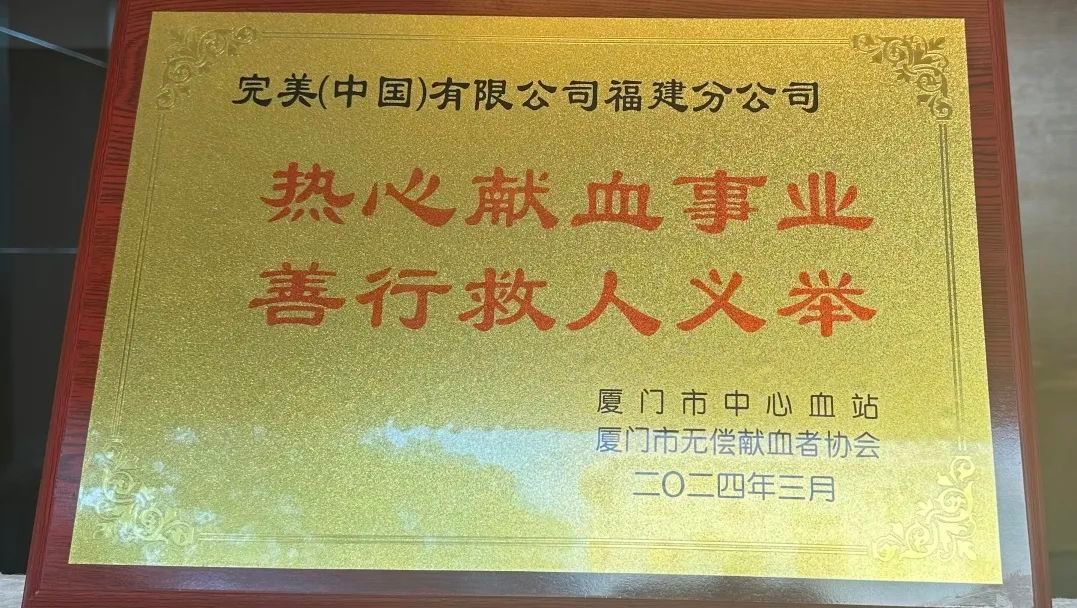 完美(中国)有限公司福建分公司
热心献血事业
善行救人义举
厦门市中心血站
厦门市无偿献血者协会
二〇二四年三月